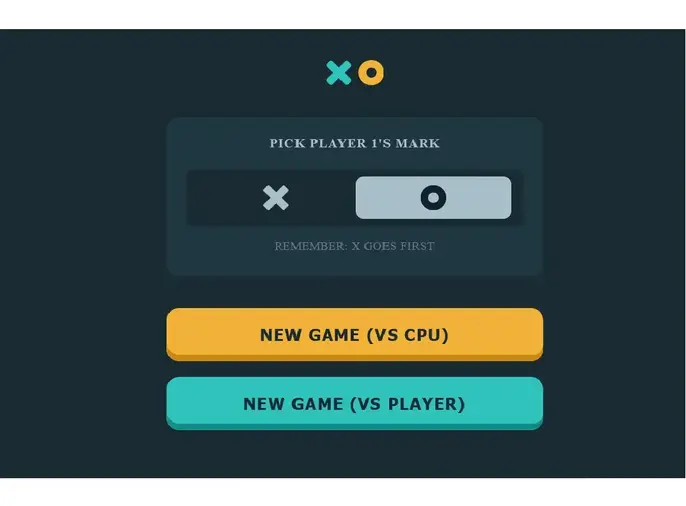 PICK PLAYER 1'S MARK
REMEMBER: X GOES FIRST
NEW GAME (VS CPU)
NEW GAME (VS PLAYER)